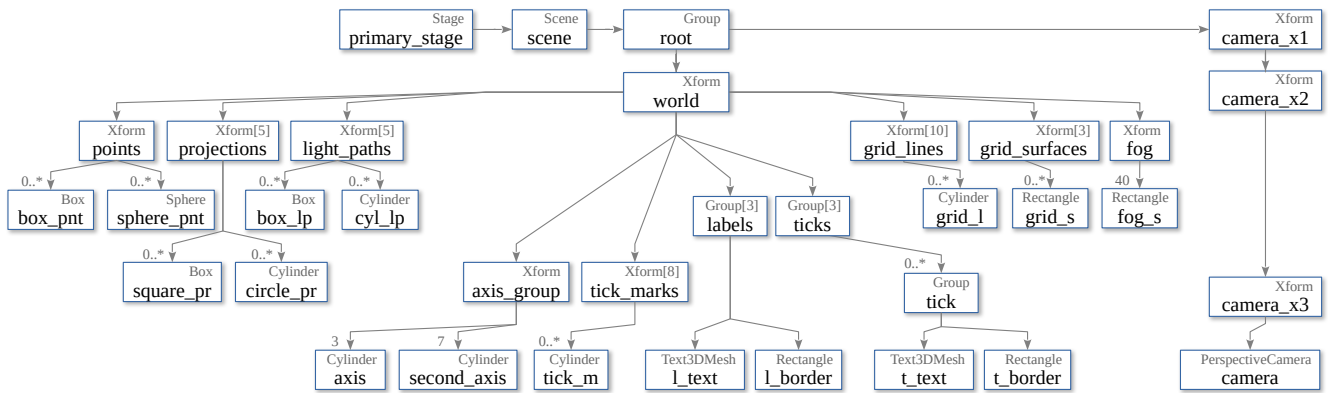 Stage
primary_stage
Scene
scene
Group
root
Xform
camera_x1
Xform
world
Xform
camera_x2
Xform
points
Xform[5]
projections
Xform[5]
light_paths
Xform[10]
grid_lines
Xform[3]
grid_surfaces
Xform
fog
0..*
Box
box_pnt
0..*
Sphere
sphere_pnt
0..*
Box
box_lp
0..*
Cylinder
cyl_lp
Group[3]
labels
Group[3]
ticks
0..*
Cylinder
grid_l
0..*
Rectangle
grid_s
40
Rectangle
fog_s
0..*
Box
square_pr
0..*
Cylinder
circle_pr
Xform
axis_group
Xform[8]
tick_marks
0..*
Group
tick
Xform
camera_x3
3
Cylinder
axis
7
Cylinder
second_axis
0..*
Cylinder
tick_m
Text3DMesh
l_text
Rectangle
l_border
Text3DMesh
t_text
Rectangle
t_border
PerspectiveCamera
camera